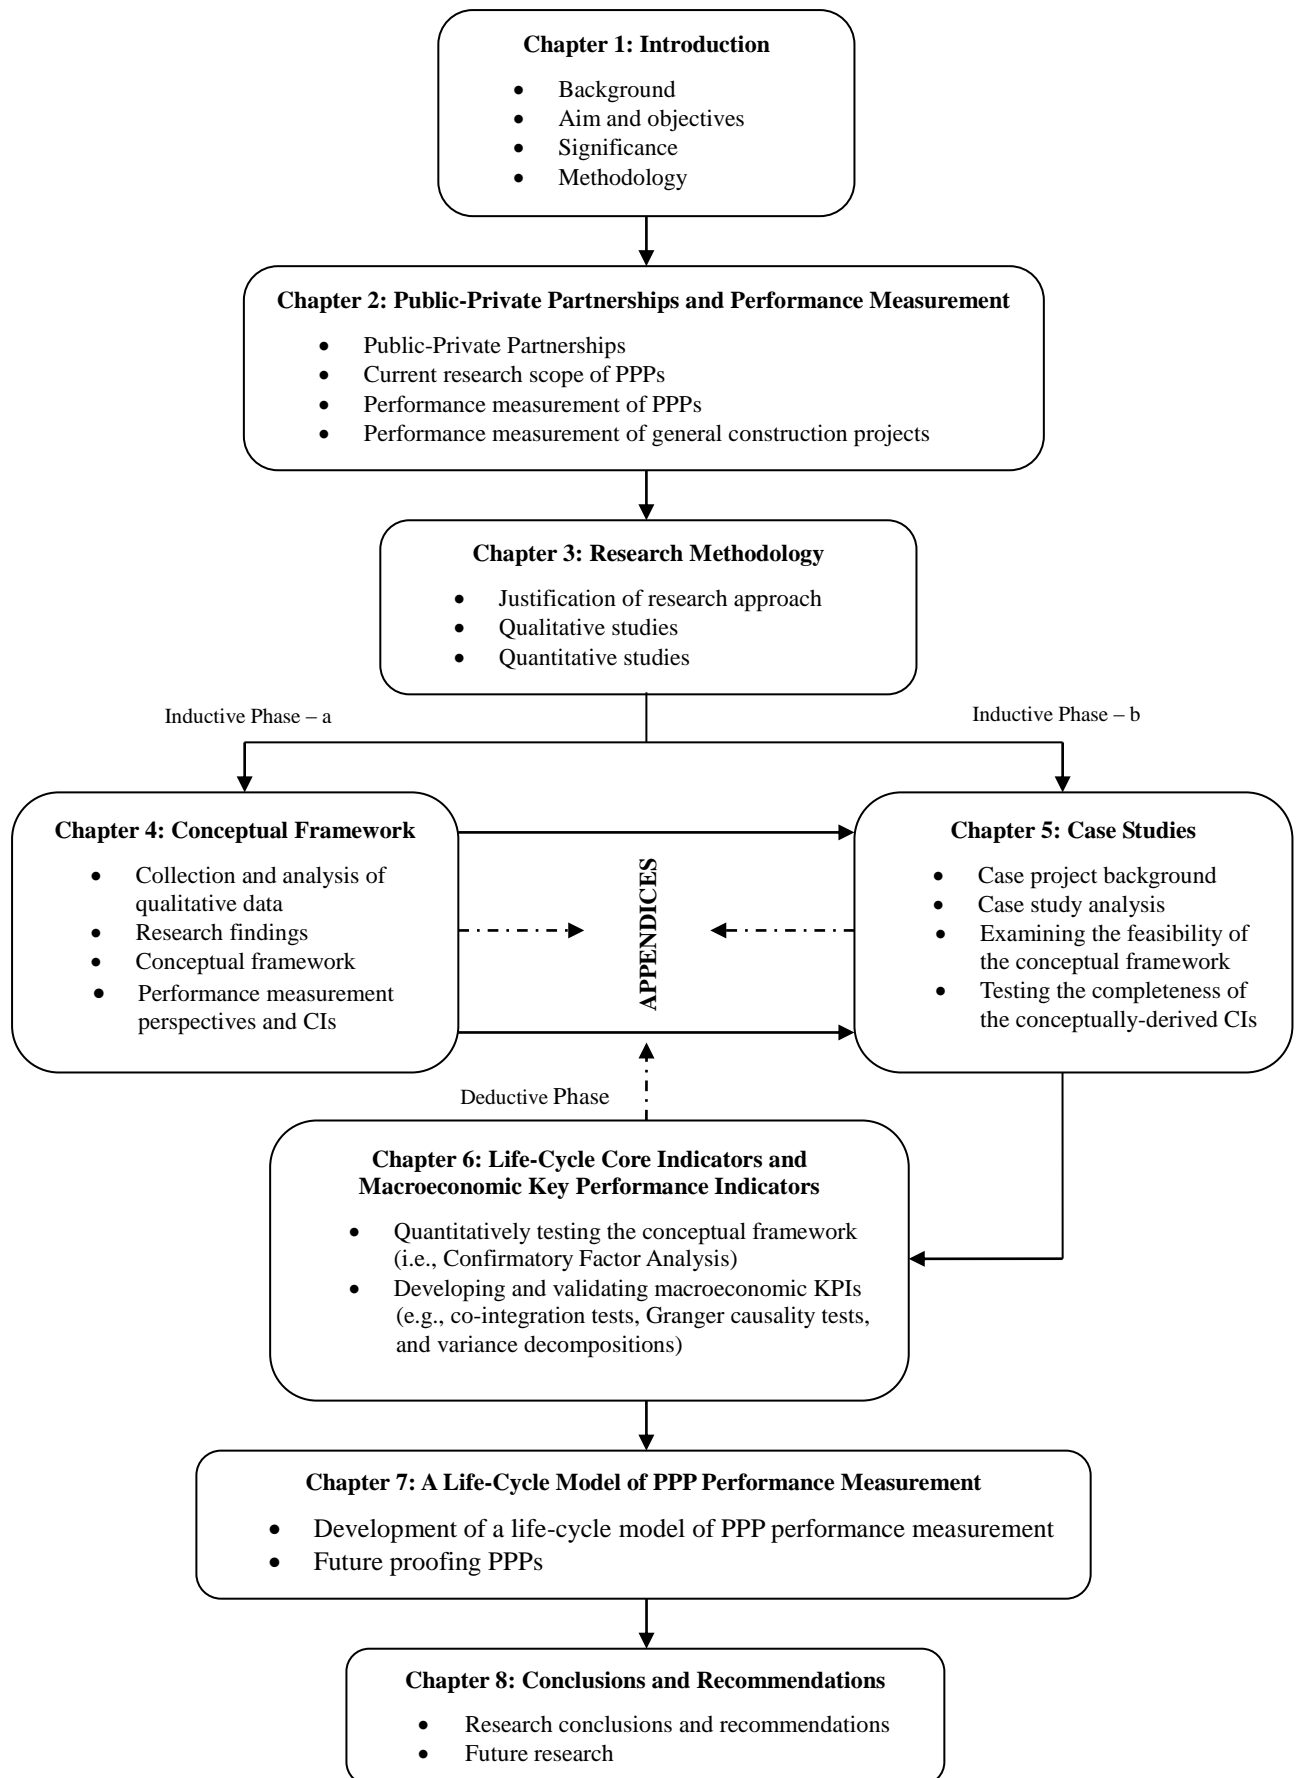 Chapter 1: Introduction
• Background
• Aim and objectives
• Significance
• Methodology
Chapter 2: Public-Private Partnerships and Performance Measurement
• Public-Private Partnerships
• Current research scope of PPPs
• Performance measurement of PPPs
• Performance measurement of general construction projects
Chapter 3: Research Methodology
• Justification of research approach
• Qualitative studies
• Quantitative studies
Inductive Phase – a
Inductive Phase – b
Chapter 4: Conceptual Framework
• Collection and analysis of
qualitative data
• Research findings
• Conceptual framework
• Performance measurement
perspectives and CIs
APPENDICES
Chapter 5: Case Studies
• Case project background
• Case study analysis
• Examining the feasibility of
the conceptual framework
• Testing the completeness of
the conceptually-derived CIs
Deductive Phase
Chapter 6: Life-Cycle Core Indicators and
Macroeconomic Key Performance Indicators
• Quantitatively testing the conceptual framework
(i.e., Confirmatory Factor Analysis)
• Developing and validating macroeconomic KPIs
(e.g., co-integration tests, Granger causality tests,
and variance decompositions)
Chapter 7: A Life-Cycle Model of PPP Performance Measurement
• Development of a life-cycle model of PPP performance measurement
• Future proofing PPPs
Chapter 8: Conclusions and Recommendations
• Research conclusions and recommendations
• Future research